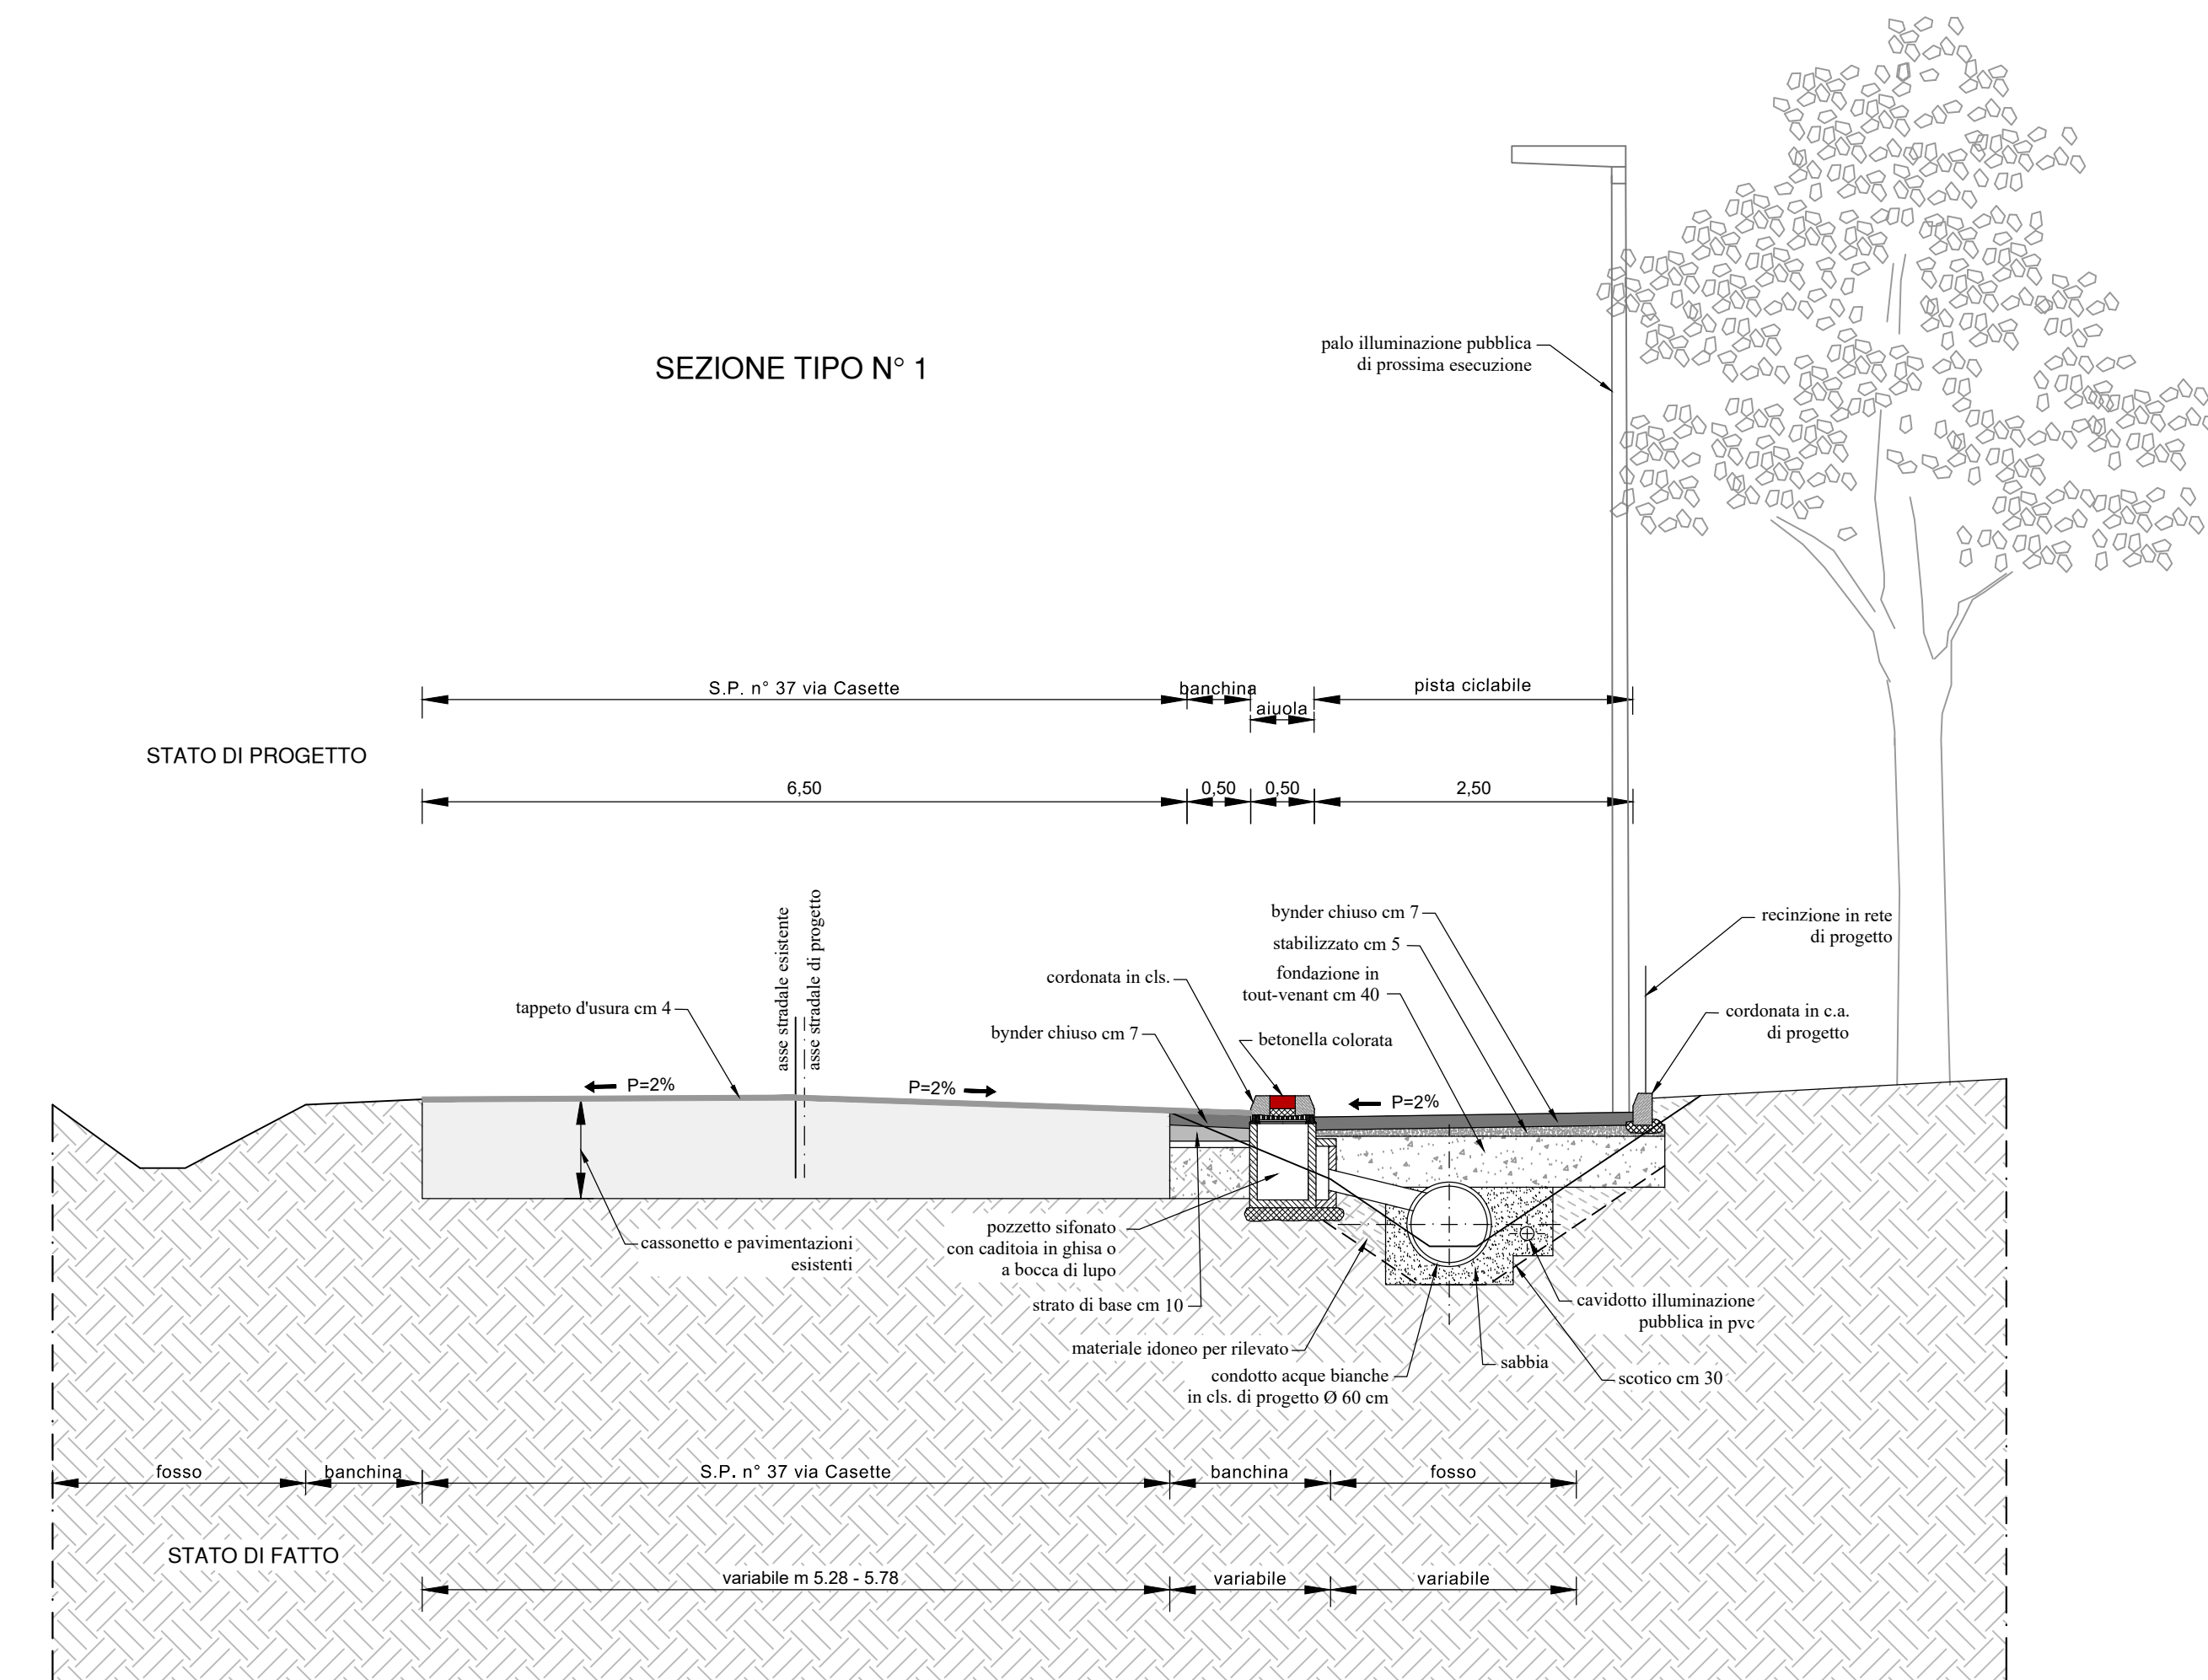 SEZIONE TIPO N° 1
palo illuminazione pubblica
di prossima esecuzione
S.P. n° 37 via Casette
banchina
aiuola
pista ciclabile
STATO DI PROGETTO
6,50
0,50
0,50
2,50
asse stradale esistente
asse stradale di progetto
bynder chiuso cm 7
stabilizzato cm 5
fondazione in
tout-venant cm 40
recinzione in rete
di progetto
cordonata in cls.
tappeto d'usura cm 4
bynder chiuso cm 7
betonella colorata
cordonata in c.a.
di progetto
P=2%
P=2%
P=2%
cassonetto e pavimentazioni
esistenti
pozzetto sifonato
con caditoia in ghisa o
a bocca di lupo
strato di base cm 10
materiale idoneo per rilevato
condotto acque bianche
in cls. di progetto Ø 60 cm
sabbia
cavidotto illuminazione
pubblica in pvc
scotico cm 30
fosso
banchina
S.P. n° 37 via Casette
banchina
fosso
STATO DI FATTO
variabile m 5.28 - 5.78
variabile
variabile